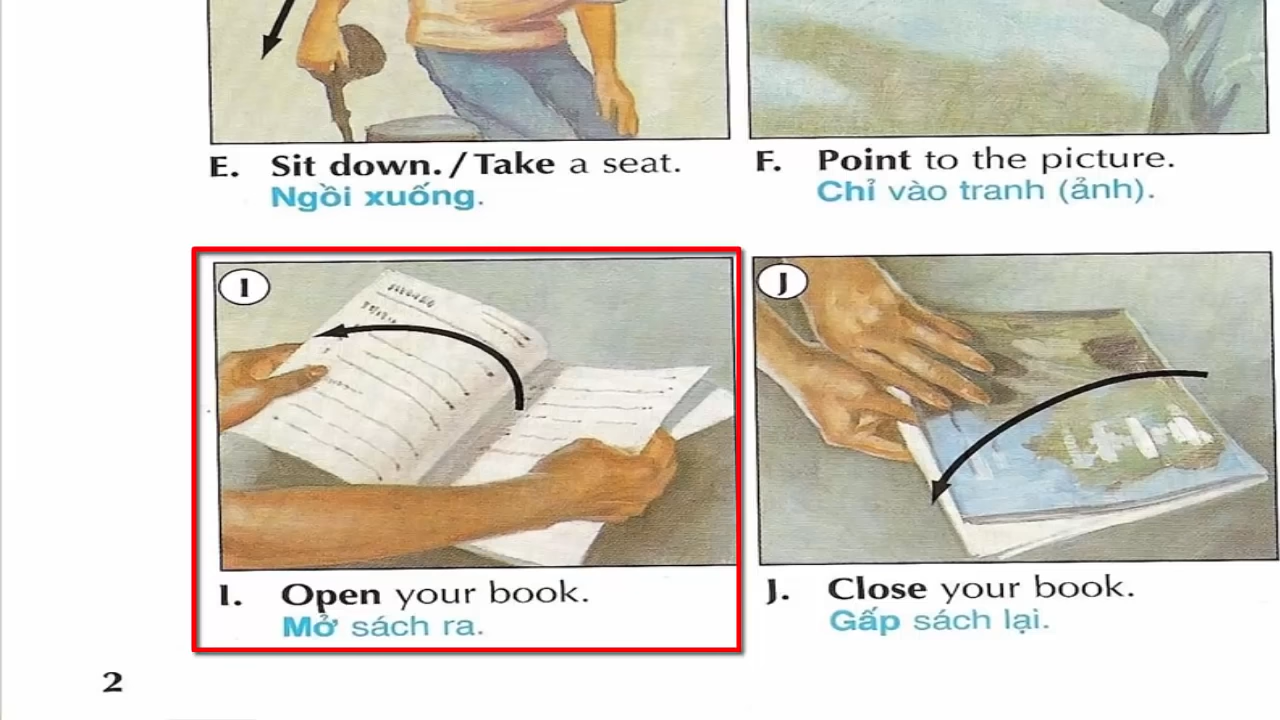 E. Sit down. / Take a seat.
Ngồi xuống.
F. Point to the picture.
Chỉ vào tranh (ảnh).
I
J
I. Open your book.
Mở sách ra.
J. Close your book.
Gấp sách lại.
2